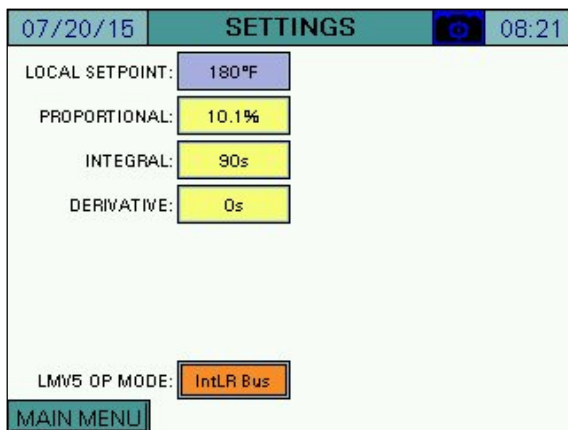 07/20/15 SETTINGS 08:21
LOCAL SETPOINT: 180°F
PROPORTIONAL: 10.1%
INTEGRAL: 90s
DERIVATIVE: 0s
LMV5 OP MODE: IntLR Bus
MAIN MENU